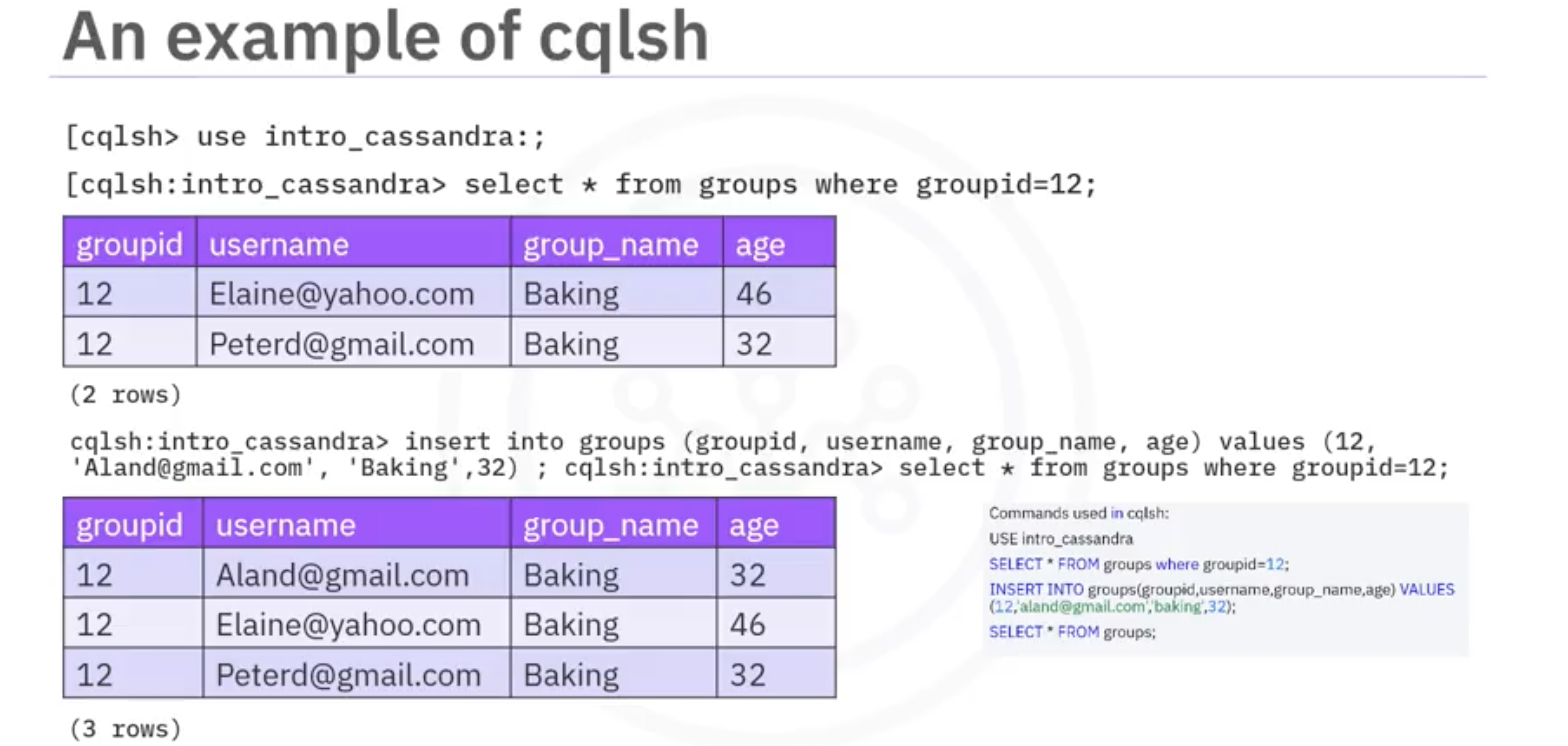 An example of cqlsh
[cqlsh> use intro_cassandra:;
[cqlsh:intro_cassandra> select * from groups where groupid=12;
groupid username group_name age
12 Elaine@yahoo.com Baking 46
12 Peterd@gmail.com Baking 32
(2 rows)
cqlsh:intro_cassandra> insert into groups (groupid, username, group_name, age) values (12,
'Aland@gmail.com', 'Baking',32) ; cqlsh:intro_cassandra> select * from groups where groupid=12;
groupid username group_name age
12 Aland@gmail.com Baking 32
12 Elaine@yahoo.com Baking 46
12 Peterd@gmail.com Baking 32
(3 rows)
Commands used in cqlsh:
USE intro_cassandra
SELECT * FROM groups where groupid=12;
INSERT INTO groups(groupid,username,group_name,age) VALUES
(12,'aland@gmail.com','baking',32);
SELECT * FROM groups;